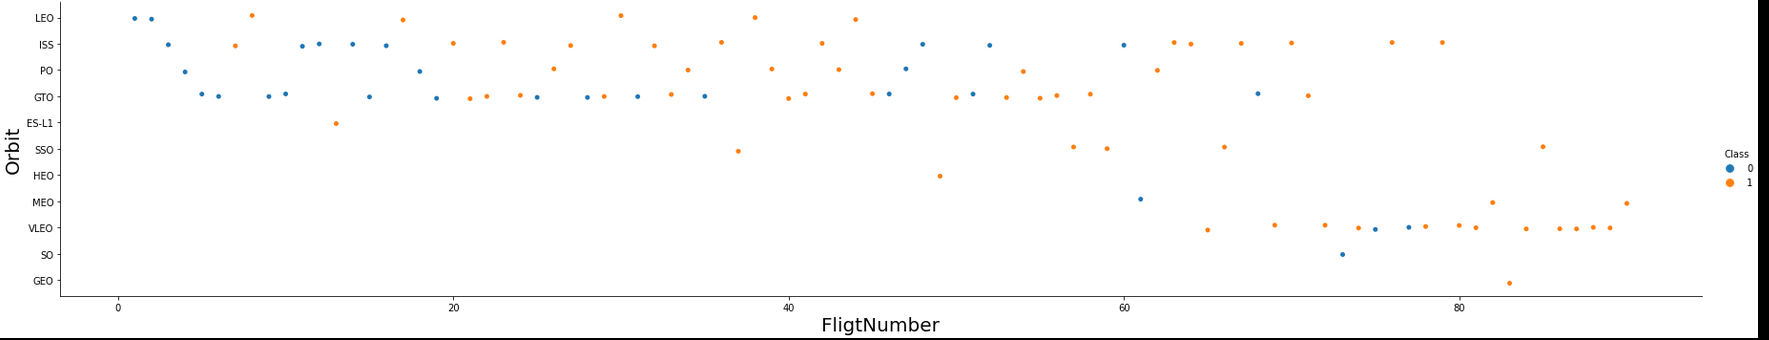 LEO
ISS
PO
GTO
ES-L1
SSO
HEO
MEO
VLEO
SO
GEO
Orbit
0
20
40
60
80
FligtNumber
Class
0
1